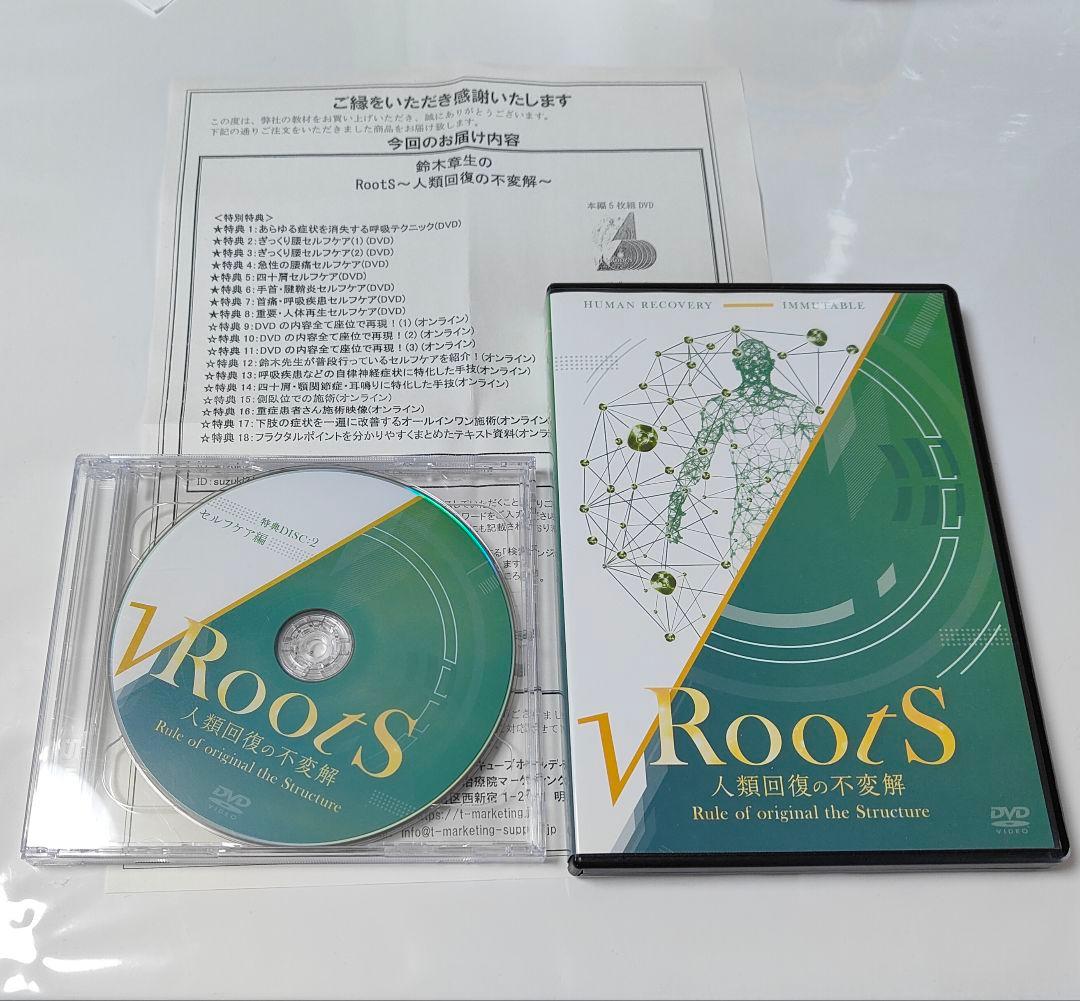 ご縁をいただき感謝いたします
この度は、弊社の教材をお買い上げいただき、誠にありがとうございます。
下記の通りご注文をいただきました商品をお届け致します。
今回のお届け内容
鈴木章生の
RootS～人類回復の不変解～
本編5枚組DVD
＜特別特典＞
★特典1：あらゆる症状を消失する呼吸テクニック(DVD)
★特典2：ぎっくり腰セルフケア(1)(DVD)
★特典3：ぎっくり腰セルフケア(2)(DVD)
★特典4：急性の腰痛セルフケア(DVD)
★特典5：四十肩セルフケア(DVD)
★特典6：手首・腱鞘炎セルフケア(DVD)
★特典7：首痛・呼吸疾患セルフケア(DVD)
★特典8：重要・人体再生セルフケア(DVD)
☆特典9：DVDの内容全て座位で再現！(1)(オンライン)
☆特典10：DVDの内容全て座位で再現！(2)(オンライン)
☆特典11：DVDの内容全て座位で再現！(3)(オンライン)
☆特典12：鈴木先生が普段行っているセルフケアを紹介！(オンライン)
☆特典13：呼吸疾患などの自律神経症状に特化した手技(オンライン)
☆特典14：四十肩・顎関節症・耳鳴りに特化した手技(オンライン)
☆特典15：側臥位での施術(オンライン)
☆特典16：重症患者さん施術映像(オンライン)
☆特典17：下肢の症状を一遍に改善するオールインワン施術(オンライン
☆特典18：フラクタルポイントを分かりやすくまとめたテキスト資料(オン
ID：suzuki
info@t-marketing-supp
特典DISC-2
セルフケア編
RootS
人類回復の不変解
Rule of original the Structure
DVD
VIDEO
HUMAN RECOVERY IMMUTABLE
RootS
人類回復の不変解
Rule of original the Structure
DVD
VIDEO